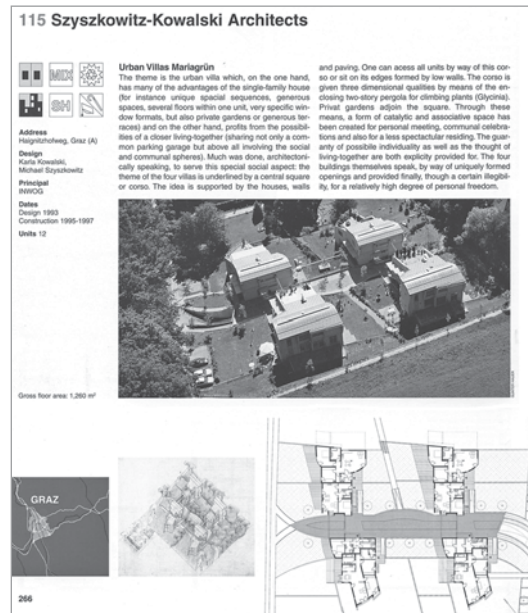 115 Szyszkowitz-Kowalski Architects
MIX
SH
Address
Haignitzhofweg, Graz (A)
Design
Karla Kowalski,
Michael Szyszkowitz
Principal
INWOG
Dates
Design 1993
Construction 1995-1997
Units 12
Gross floor area: 1,260 m²
Urban Villas Mariagrün
The theme is the urban villa which, on the one hand,
has many of the advantages of the single-family house
(for instance unique spacial sequences, generous
spaces, several floors within one unit, very specific win-
dow formats, but also private gardens or generous ter-
races) and on the other hand, profits from the possibil-
ities of a closer living-together (sharing not only a com-
mon parking garage but above all involving the social
and communal spheres). Much was done, architectoni-
cally speaking, to serve this special social aspect: the
theme of the four villas is underlined by a central square
or corso. The idea is supported by the houses, walls
and paving. One can acess all units by way of this cor-
so or sit on its edges formed by low walls. The corso is
given three dimensional qualities by means of the en-
closing two-story pergola for climbing plants (Glycinia).
Privat gardens adjoin the square. Through these
means, a form of catalytic and associative space has
been created for personal meeting, communal celebra-
tions and also for a less spectactular residing. The guar-
anty of possible individuality as well as the thought of
living-together are both explicity provided for. The four
buildings themselves speak, by way of uniquely formed
openings and provided finally, though a certain illegibil-
ity, for a relatively high degree of personal freedom.
GRAZ
266